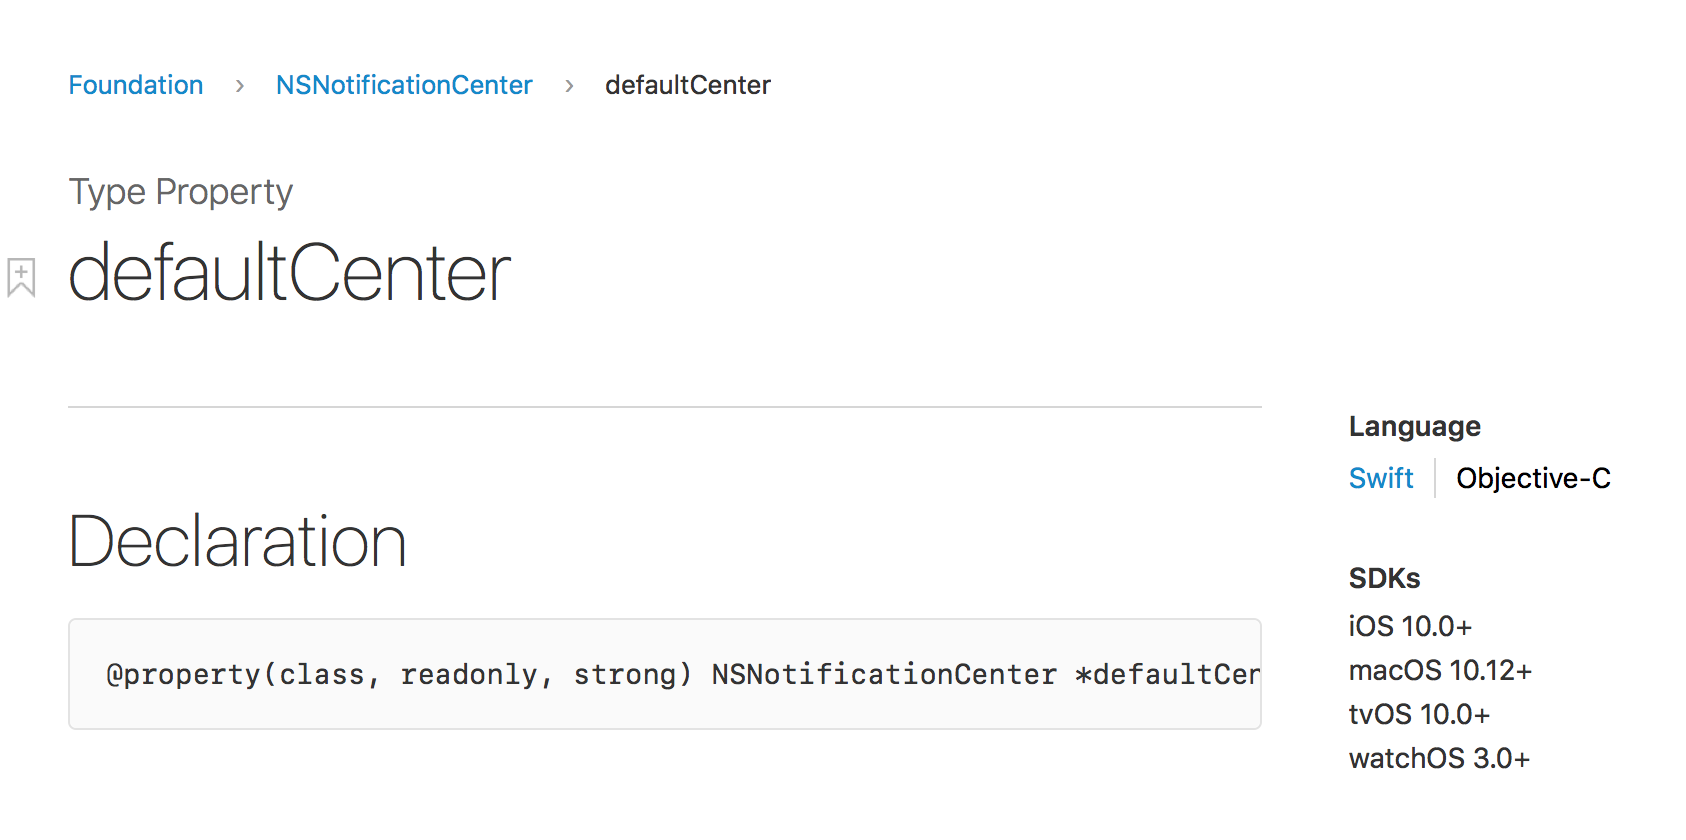 Foundation › NSNotificationCenter › defaultCenter
Type Property
defaultCenter
Declaration
@property(class, readonly, strong) NSNotificationCenter *defaultCen
Language
Swift | Objective-C
SDKs
iOS 10.0+
macOS 10.12+
tvOS 10.0+
watchOS 3.0+